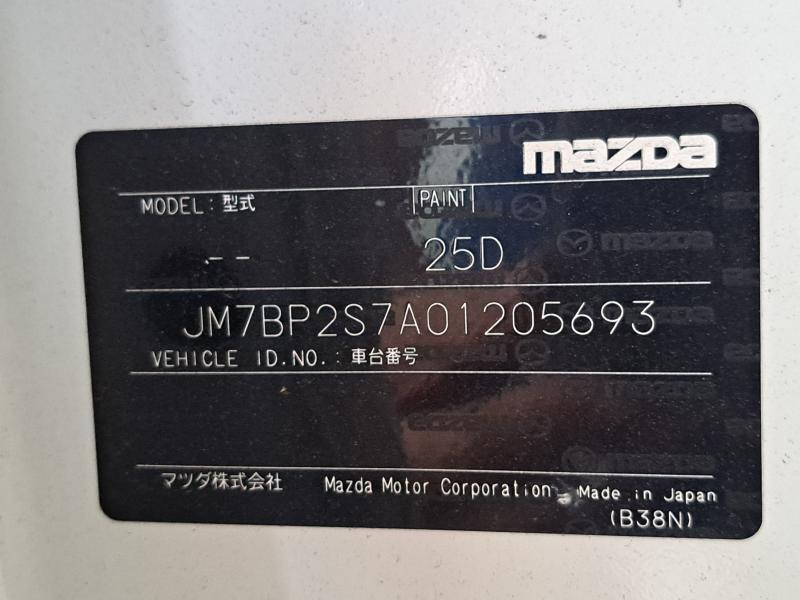 mazda
MODEL: 型式 PAINT
-- 25D
JM7BP2S7A01205693
VEHICLE ID.NO.: 車台番号
マツダ株式会社 Mazda Motor Corporation Made in Japan
(B38N)